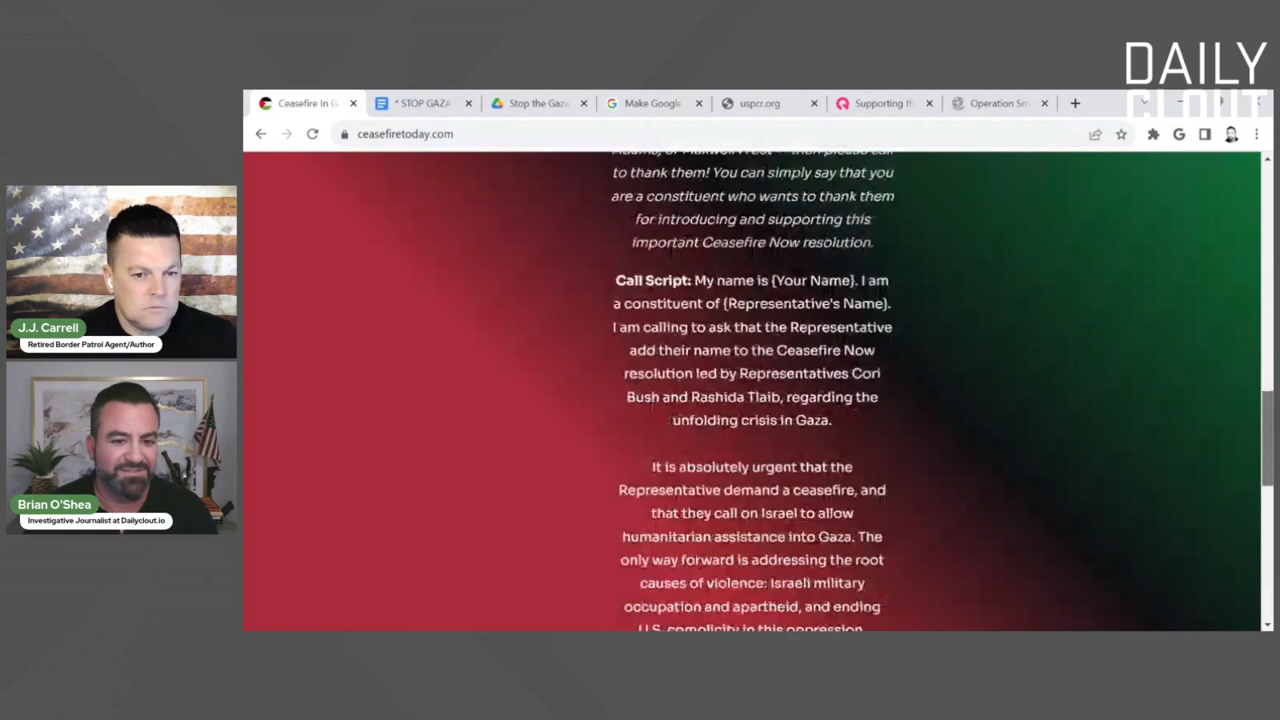 DAILY
CLOUT
Ceasefire In G
* STOP GAZA
Stop the Gaza
Make Google
uspcr.org
Supporting th
Operation Sm
ceasefiretoday.com
to thank them! You can simply say that you
are a constituent who wants to thank them
for introducing and supporting this
important Ceasefire Now resolution.
Call Script: My name is {Your Name}. I am
a constituent of {Representative's Name}.
I am calling to ask that the Representative
add their name to the Ceasefire Now
resolution led by Representatives Cori
Bush and Rashida Tlaib, regarding the
unfolding crisis in Gaza.
It is absolutely urgent that the
Representative demand a ceasefire, and
that they call on Israel to allow
humanitarian assistance into Gaza. The
only way forward is addressing the root
causes of violence: Israeli military
occupation and apartheid, and ending
U.S. complicity in this oppression.
J.J. Carrell
Retired Border Patrol Agent/Author
Brian O'Shea
Investigative Journalist at Dailyclout.io